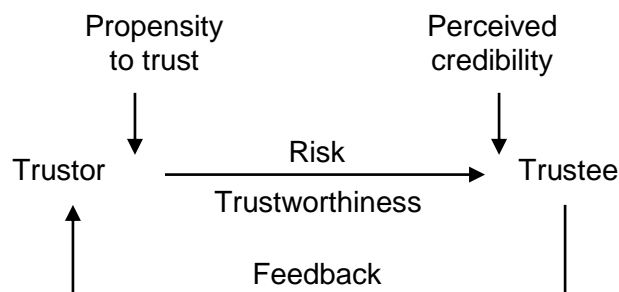 Propensity
to trust
Perceived
credibility
Risk
Trustor
Trustee
Trustworthiness
Feedback